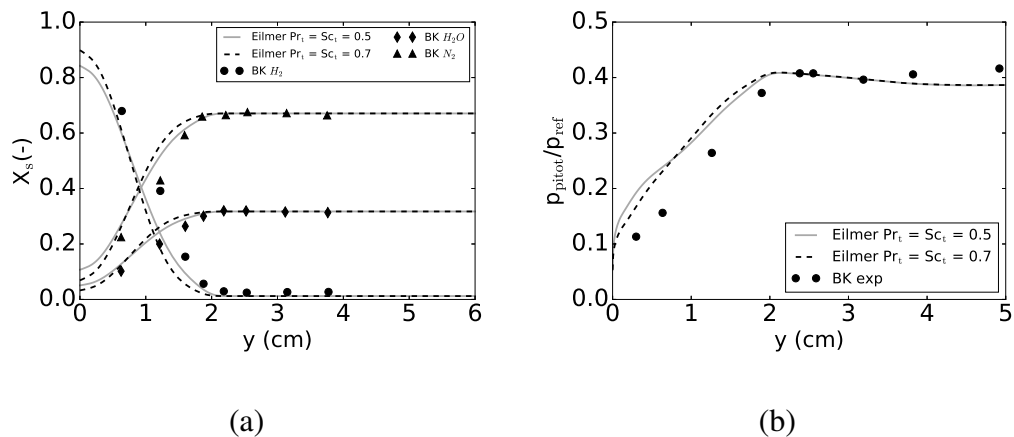 1.0
0.8
0.6
0.4
0.2
0.0
X_s(-)
Eilmer Pr_t = Sc_t = 0.5
Eilmer Pr_t = Sc_t = 0.7
BK H_2
BK H_2O
BK N_2
0 1 2 3 4 5 6
y (cm)
(a)
0.5
0.4
0.3
0.2
0.1
0.0
p_pitot/p_ref
Eilmer Pr_t = Sc_t = 0.5
Eilmer Pr_t = Sc_t = 0.7
BK exp
0 1 2 3 4 5
y (cm)
(b)